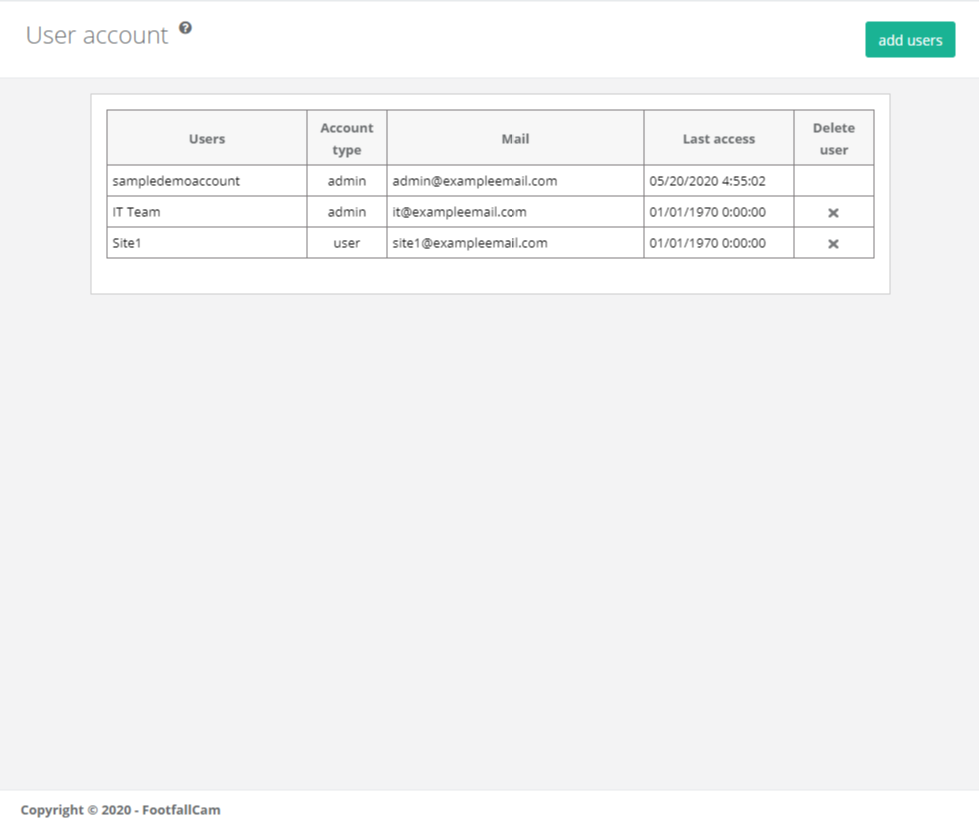 User account
add users
Users Account type Mail Last access Delete user
sampledemoaccount admin admin@exampleemail.com 05/20/2020 4:55:02
IT Team admin it@exampleemail.com 01/01/1970 0:00:00
Site1 user site1@exampleemail.com 01/01/1970 0:00:00
Copyright © 2020 - FootfallCam